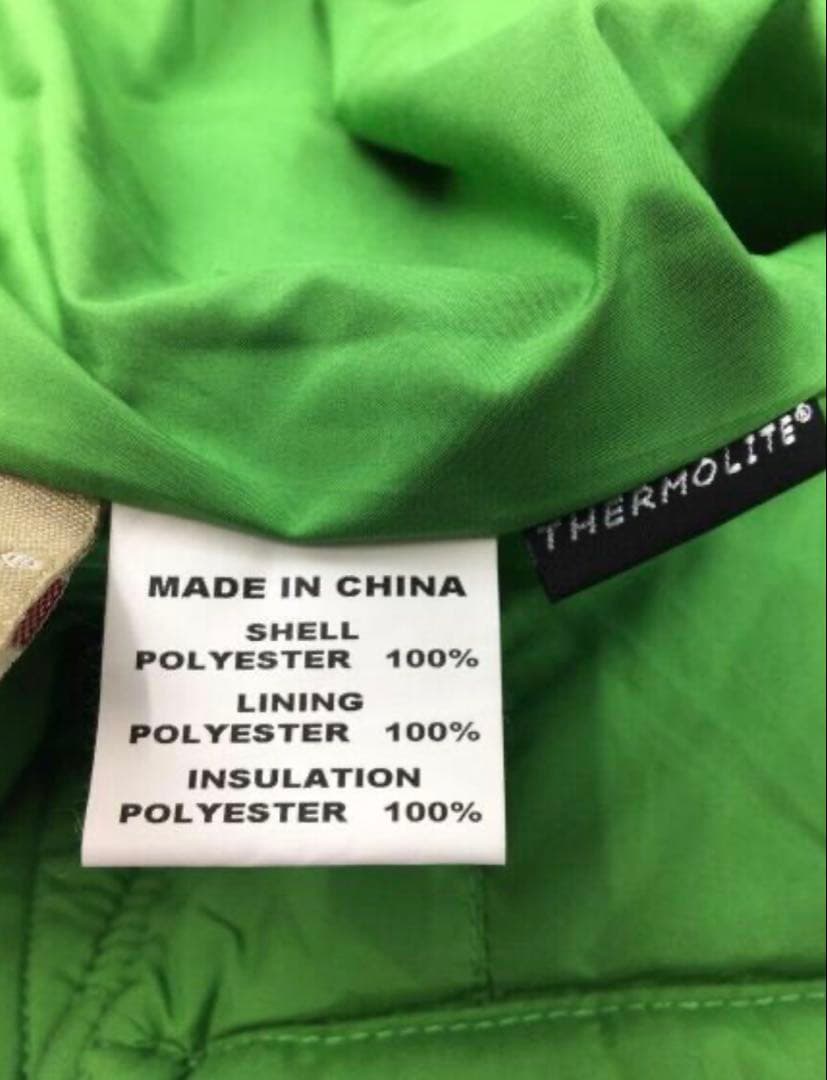 MADE IN CHINA
SHELL
POLYESTER 100%
LINING
POLYESTER 100%
INSULATION
POLYESTER 100%
THERMOLITE®